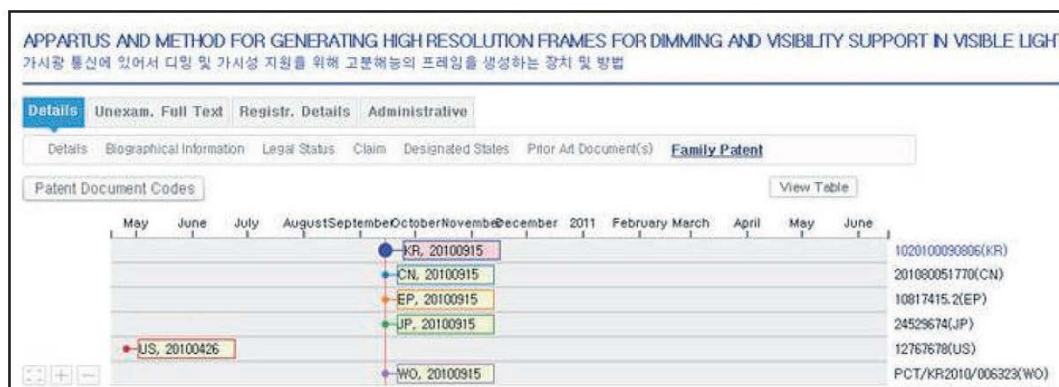 APPARTUS AND METHOD FOR GENERATING HIGH RESOLUTION FRAMES FOR DIMMING AND VISIBILITY SUPPORT IN VISIBLE LIGHT
가시광 통신에 있어서 디밍 및 가시성 지원를 위해 고분해능의 프레임을 생성하는 장치 및 방법
Details Unexam. Full Text Registr. Details Administrative
Details Biographical Information Legal Status Claim Designated States Prior Art Document(s) Family Patent
Patent Document Codes View Table
May June July August September October November December 2011 February March April May June
KR, 20100915 1020100090806(KR)
CN, 20100915 201080051770(CN)
EP, 20100915 10817415.2(EP)
JP, 20100915 24529674(JP)
US, 20100426 12767678(US)
WO, 20100915 PCT/KR2010/006323(WO)